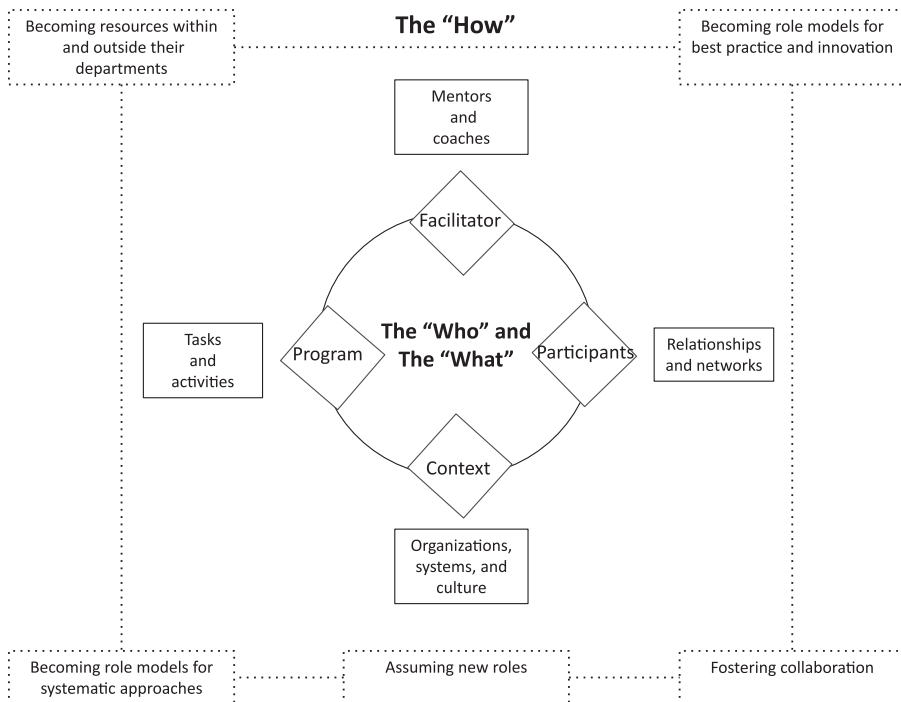 Becoming resources within
and outside their
departments
The “How”
Becoming role models for
best practice and innovation
Mentors
and
coaches
Facilitator
Tasks
and
activities
Program
The “Who” and
The “What”
Participants
Relationships
and networks
Context
Organizations,
systems, and
culture
Becoming role models for
systematic approaches
Assuming new roles
Fostering collaboration